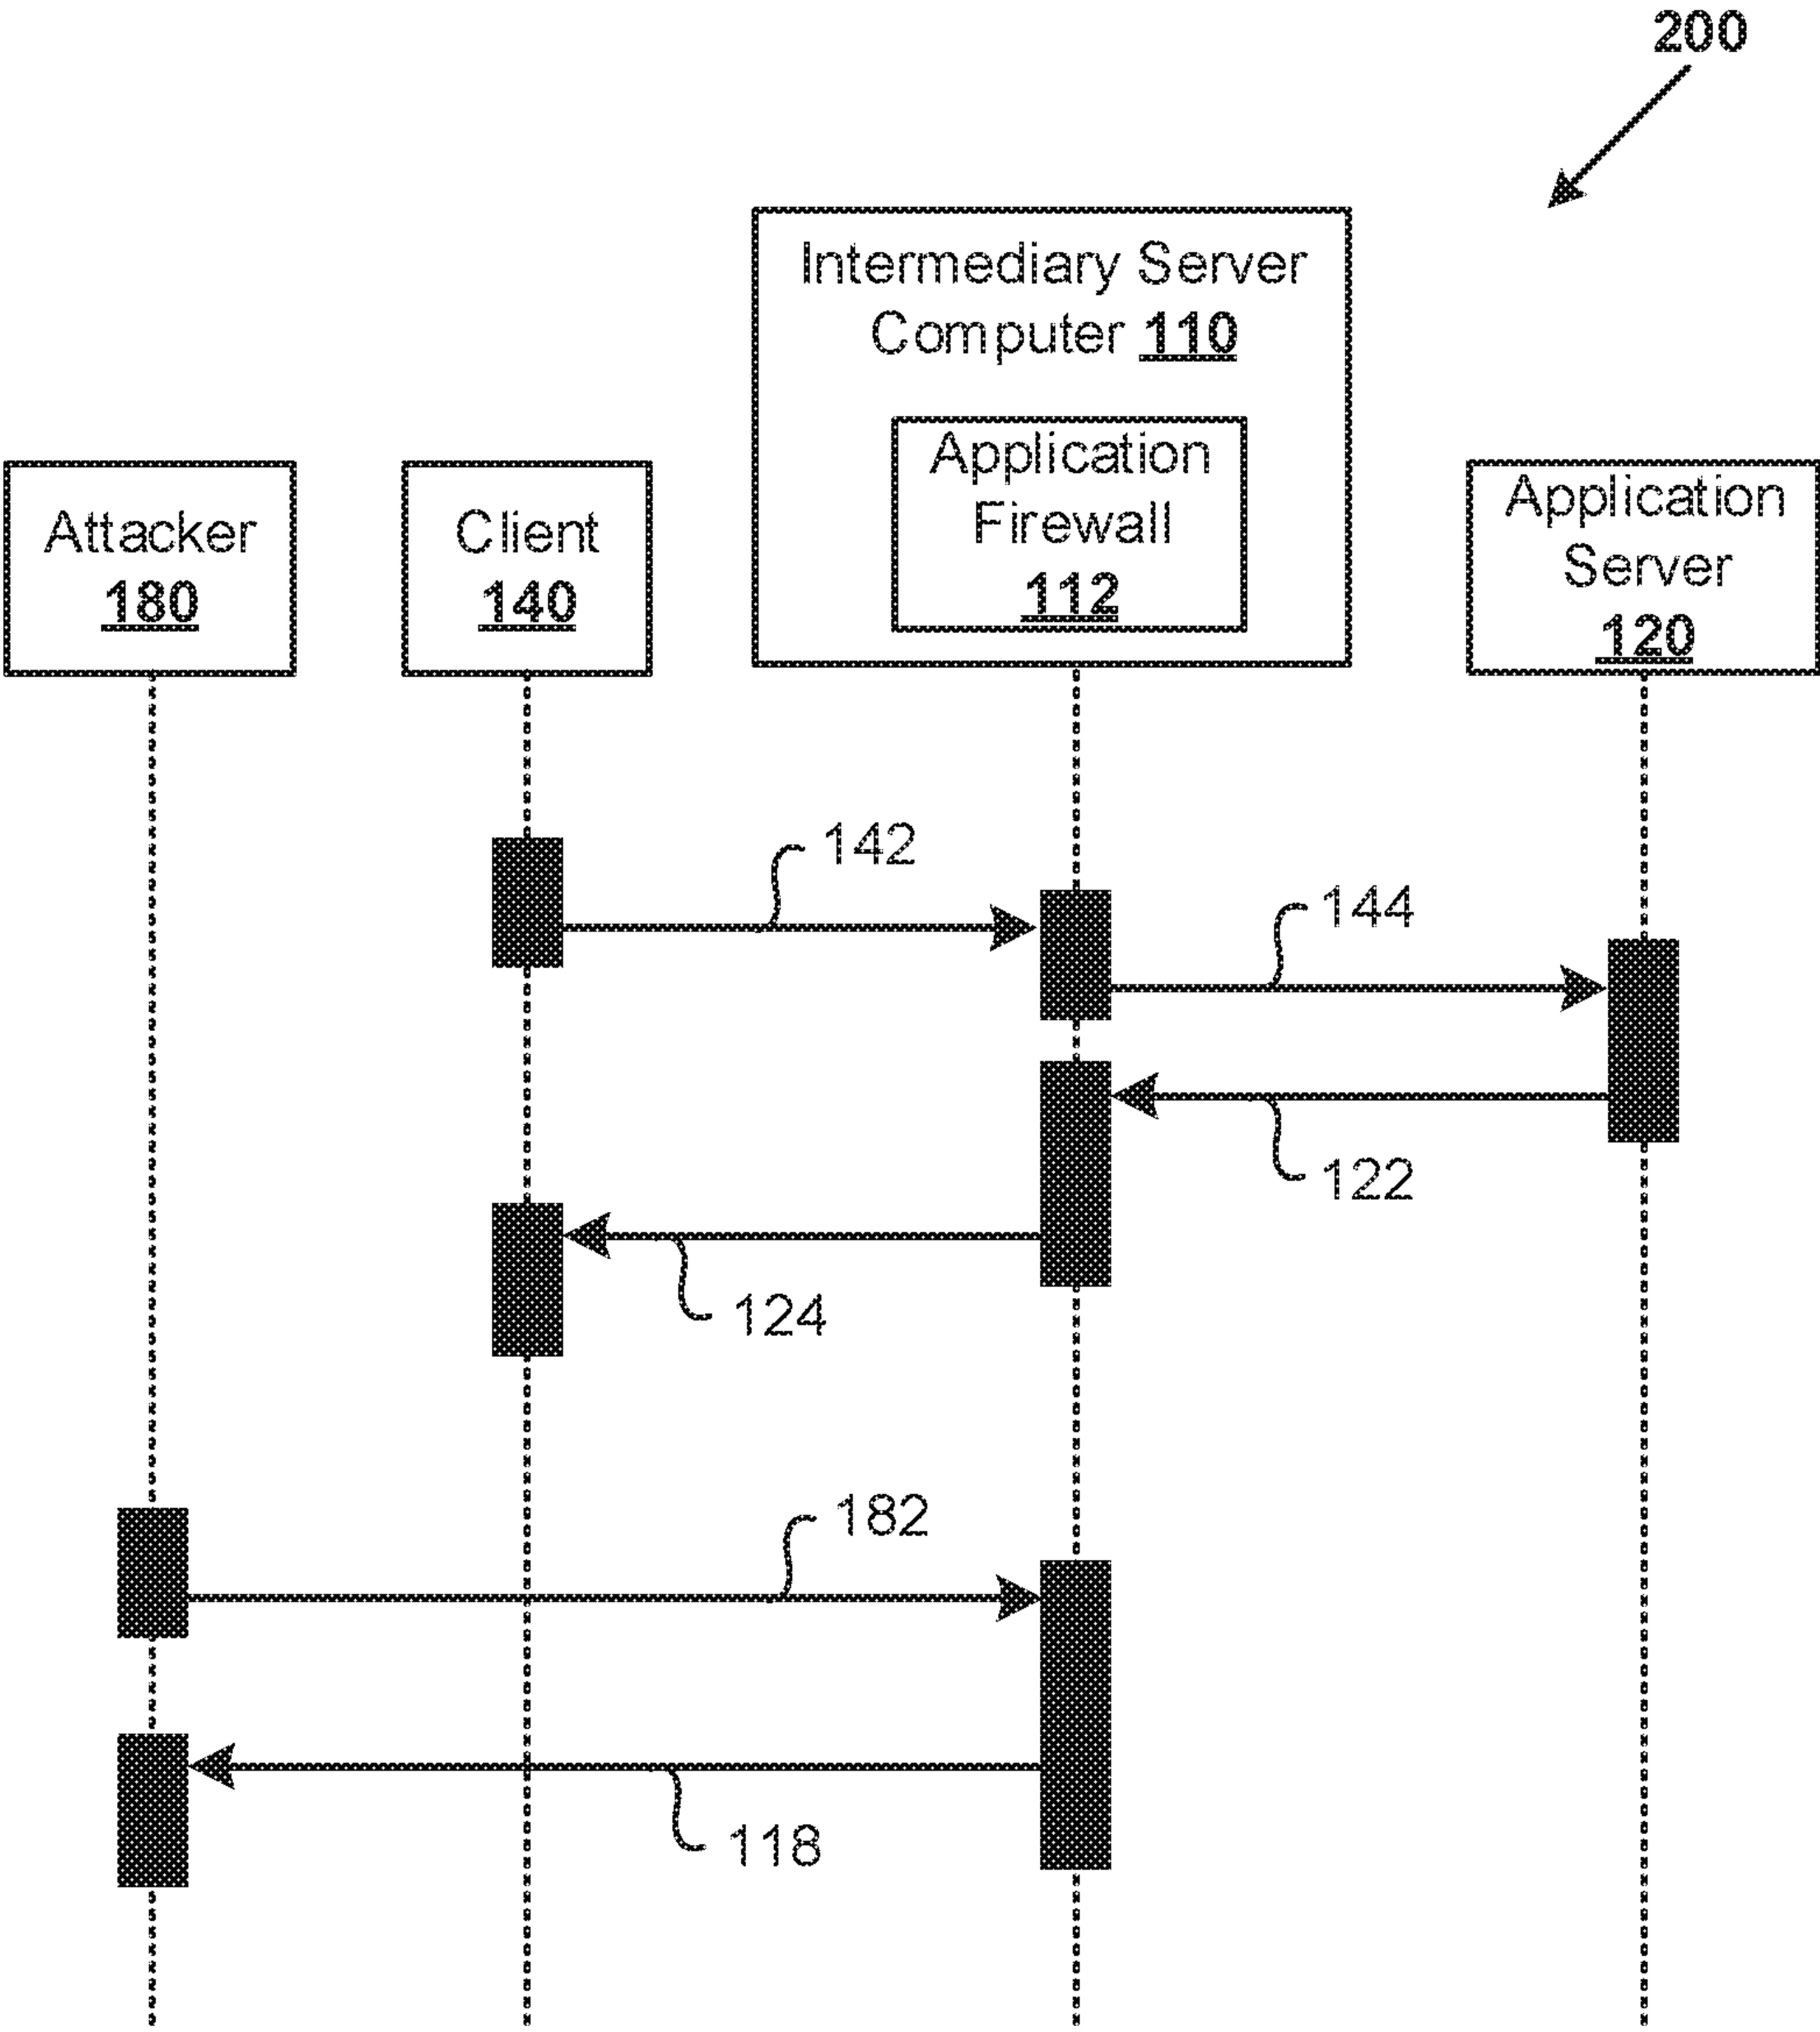 200
Intermediary Server
Computer 110
Application
Firewall
112
Attacker
180
Client
140
Application
Server
120
142
144
122
124
182
118